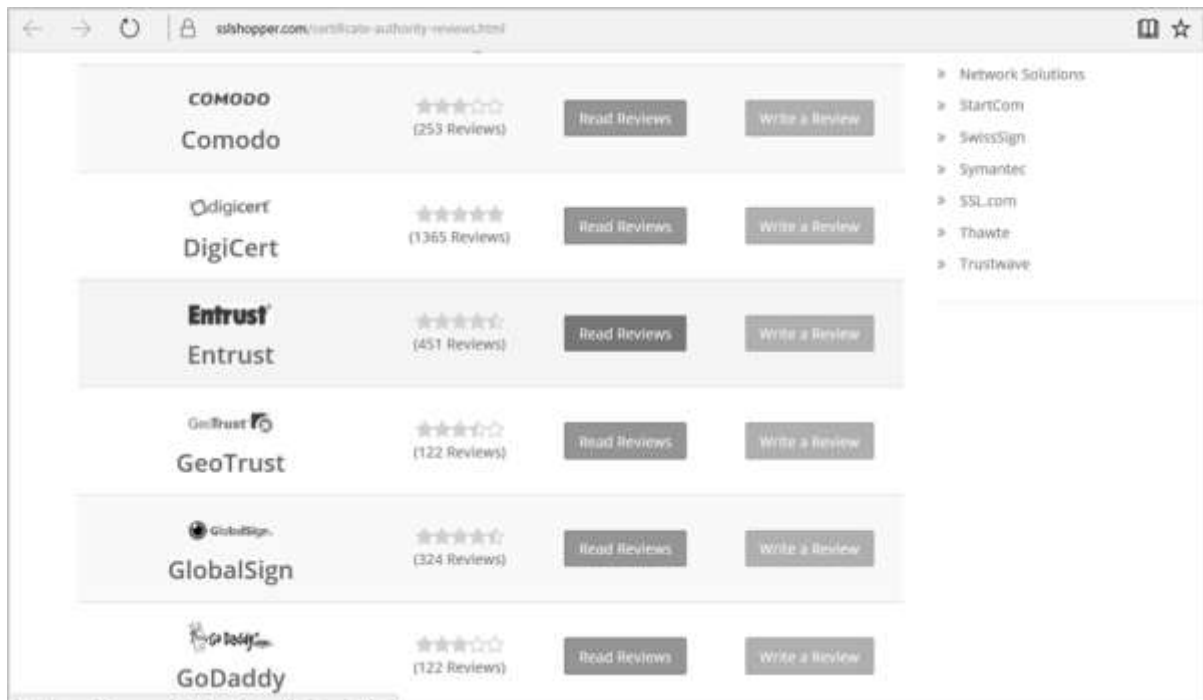 sslshopper.com/certificate-authority-reviews.html
COMODO
Comodo
(253 Reviews)
Read Reviews
Write a Review
digicert
DigiCert
(1365 Reviews)
Read Reviews
Write a Review
Entrust
Entrust
(451 Reviews)
Read Reviews
Write a Review
GeoTrust
GeoTrust
(122 Reviews)
Read Reviews
Write a Review
GlobalSign.
GlobalSign
(324 Reviews)
Read Reviews
Write a Review
Go Daddy.com
GoDaddy
(122 Reviews)
Read Reviews
Write a Review
» Network Solutions
» StartCom
» SwissSign
» Symantec
» SSL.com
» Thawte
» Trustwave